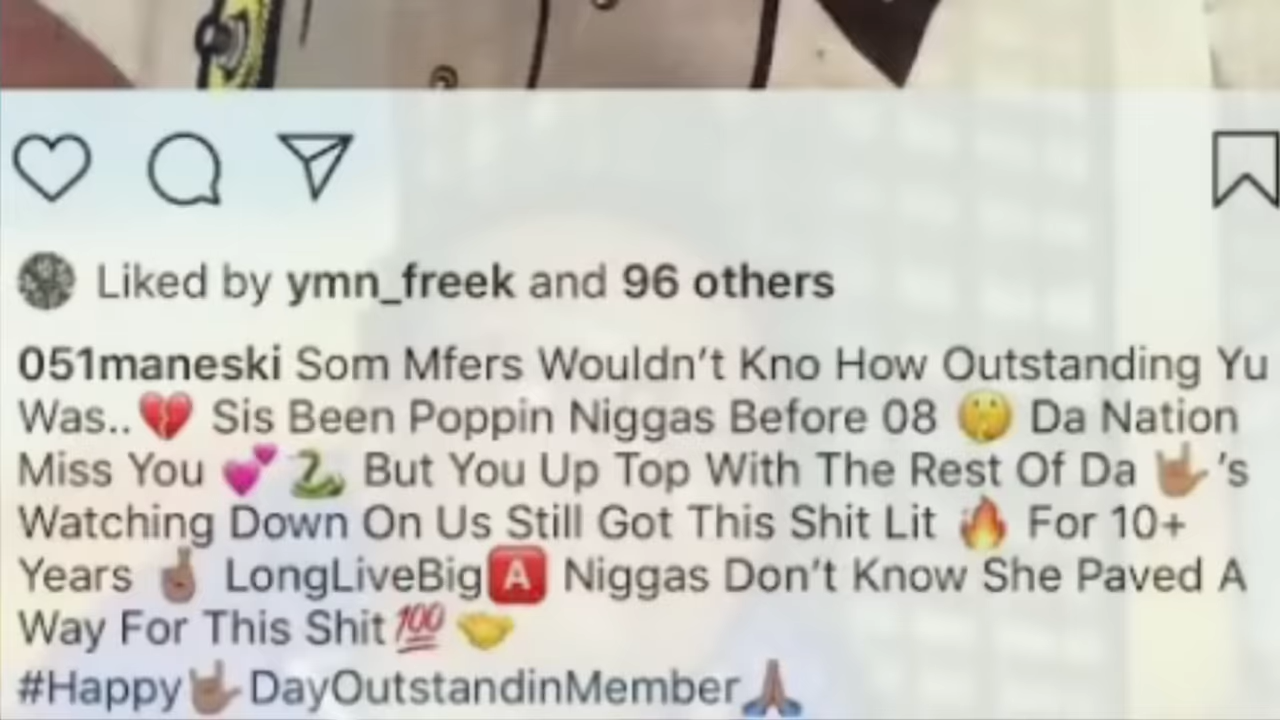 Liked by ymn_freek and 96 others
051maneski Som Mfers Wouldn't Kno How Outstanding Yu
Was..💔 Sis Been Poppin Niggas Before 08 🤫 Da Nation
Miss You 💕🐍 But You Up Top With The Rest Of Da 🤟🏽's
Watching Down On Us Still Got This Shit Lit 🔥 For 10+
Years 🤞🏽 LongLiveBig🅰️ Niggas Don't Know She Paved A
Way For This Shit💯🤝
#Happy🤟🏽DayOutstandinMember🙏🏽